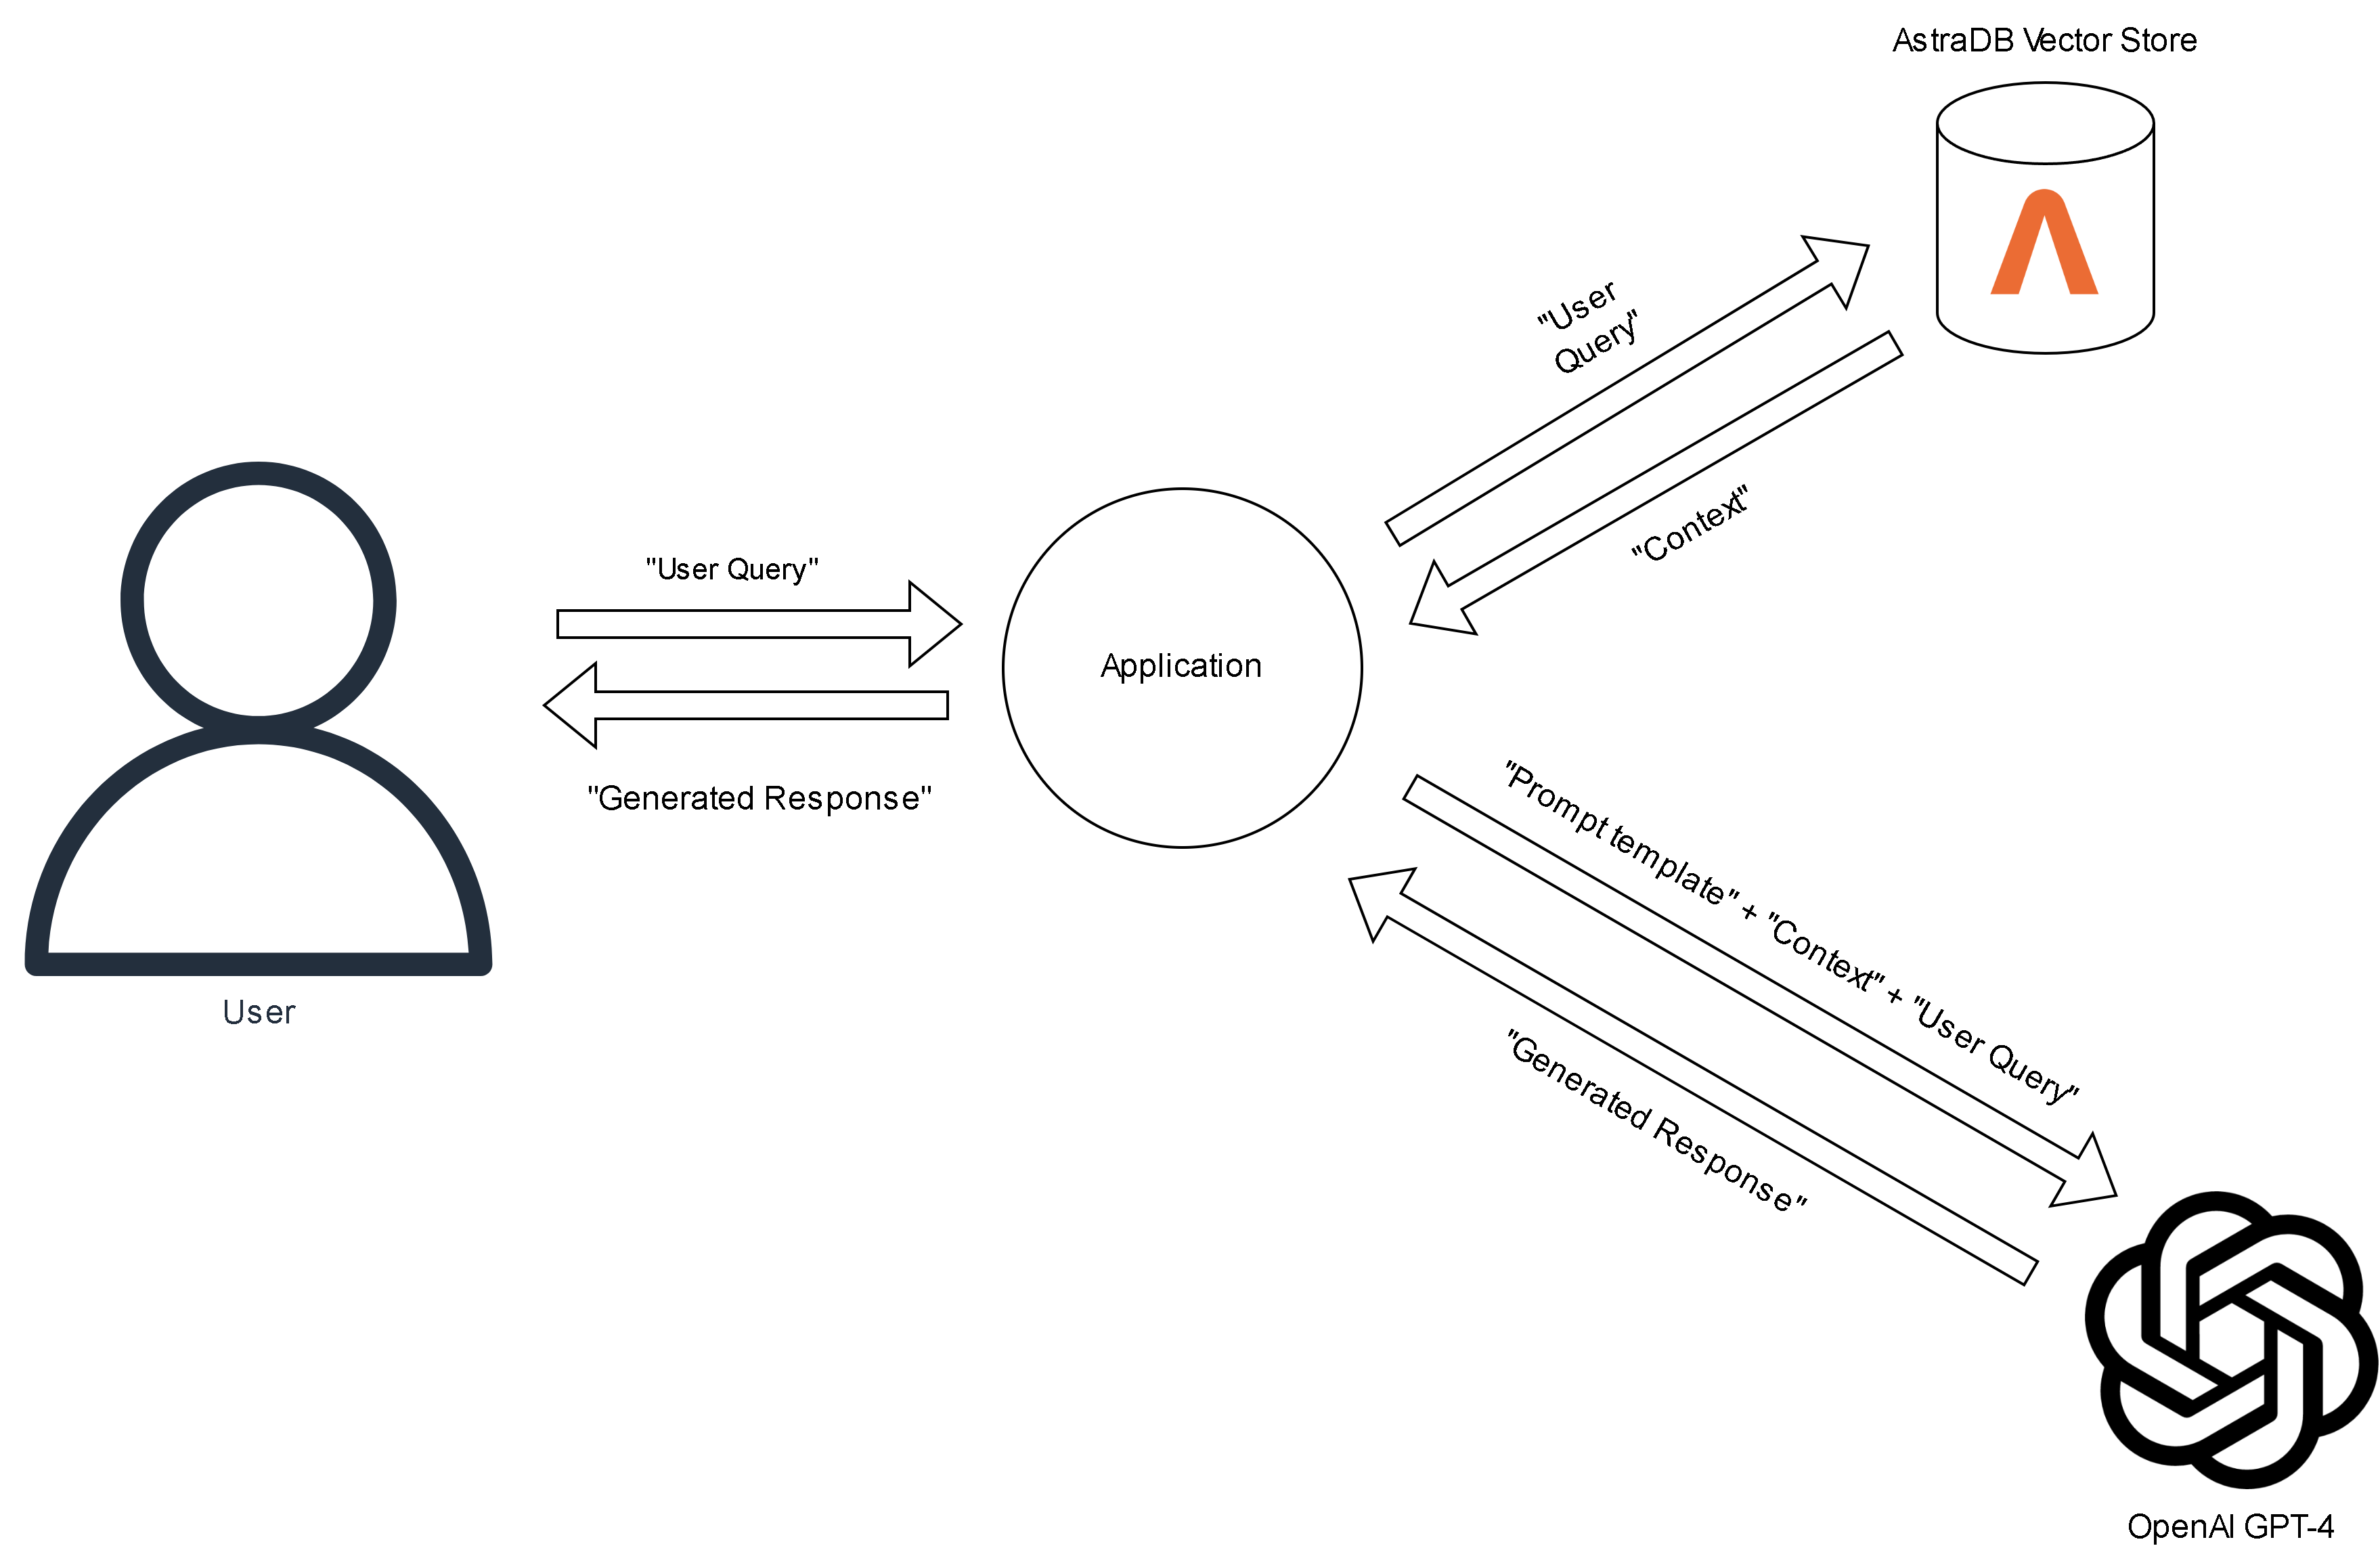 AstraDB Vector Store
"User
Query"
"Context"
"User Query"
Application
"Generated Response"
"Prompt template" + "Context" + "User Query"
"Generated Response"
User
OpenAI GPT-4